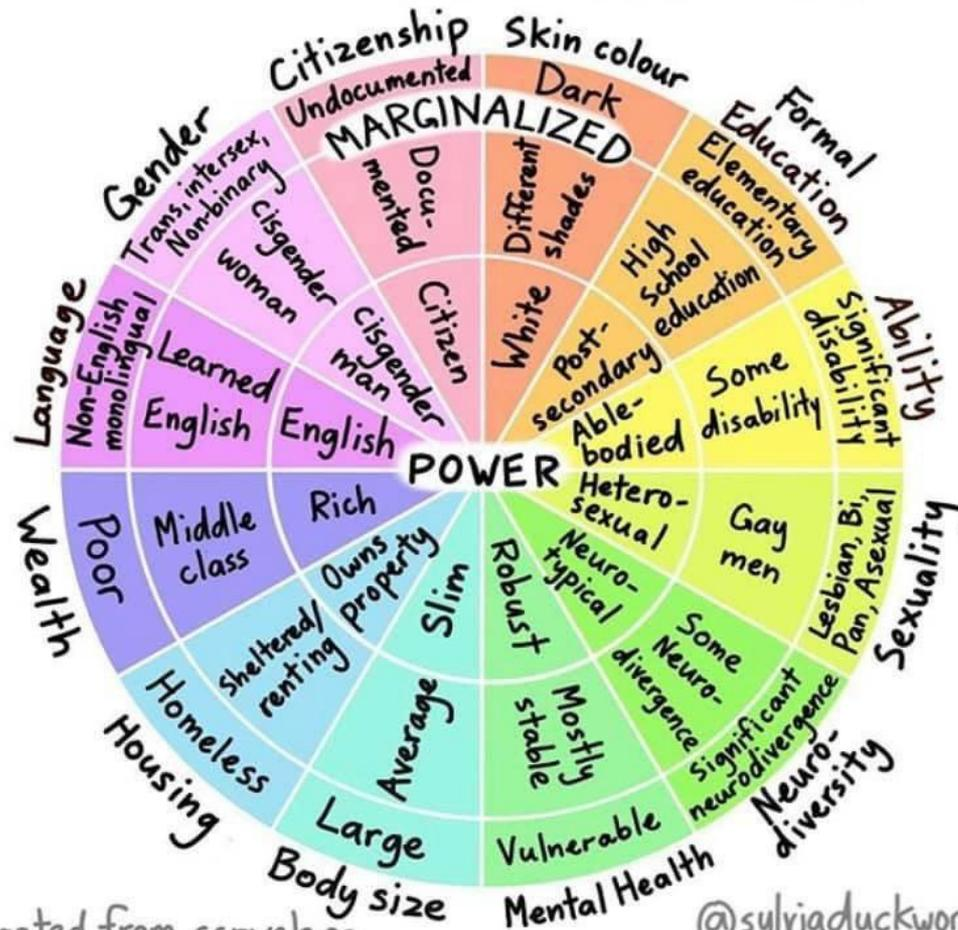 Citizenship
Undocumented
Docu-
mented
Citizen
Skin colour
Dark
Different
shades
White
Formal
Education
Elementary
education
High
School
education
Post-
secondary
Ability
Significant
disability
Some
disability
Able-
bodied
Sexuality
Lesbian, Bi,
Pan, Asexual
Gay
men
Hetero-
sexual
Neuro-
diversity
Significant
neurodivergence
Some
Neuro-
divergence
Neuro-
typical
Mental Health
Vulnerable
Mostly
stable
Robust
Body size
Large
Average
Slim
Housing
Homeless
Sheltered/
renting
Owns
property
Wealth
Poor
Middle
class
Rich
Language
Non-English
monolingual
Learned
English
English
Gender
Trans, intersex,
Non-binary
Cisgender
woman
Cisgender
man
MARGINALIZED
POWER
@sylviaduckwor